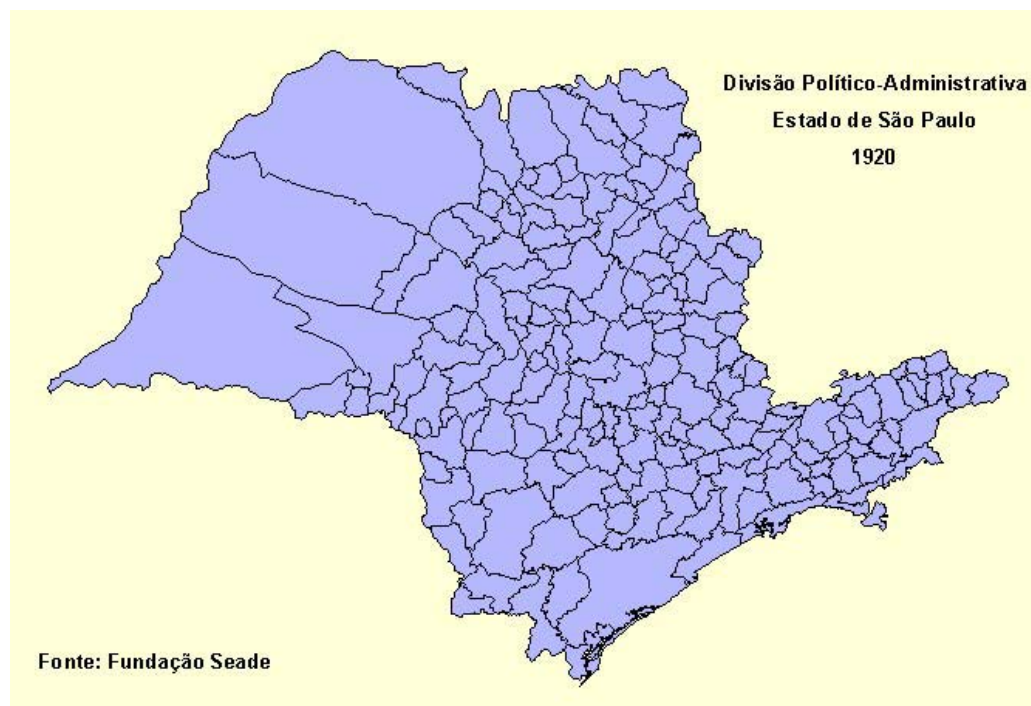 Divisão Político-Administrativa
Estado de São Paulo
1920
Fonte: Fundação Seade